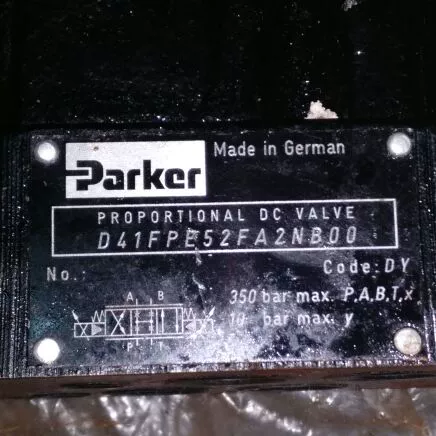 Parker
Made in German
PROPORTIONAL DC VALVE
D41FPE52FA2NB00
No.:
Code: DY
A B
350 bar max. P,A,B,T,x
10 bar max. y
P T